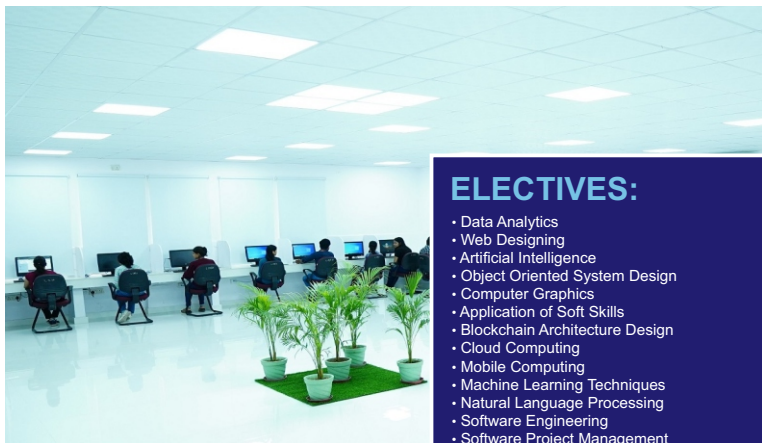 ELECTIVES:
• Data Analytics
• Web Designing
• Artificial Intelligence
• Object Oriented System Design
• Computer Graphics
• Application of Soft Skills
• Blockchain Architecture Design
• Cloud Computing
• Mobile Computing
• Machine Learning Techniques
• Natural Language Processing
• Software Engineering
• Software Project Management